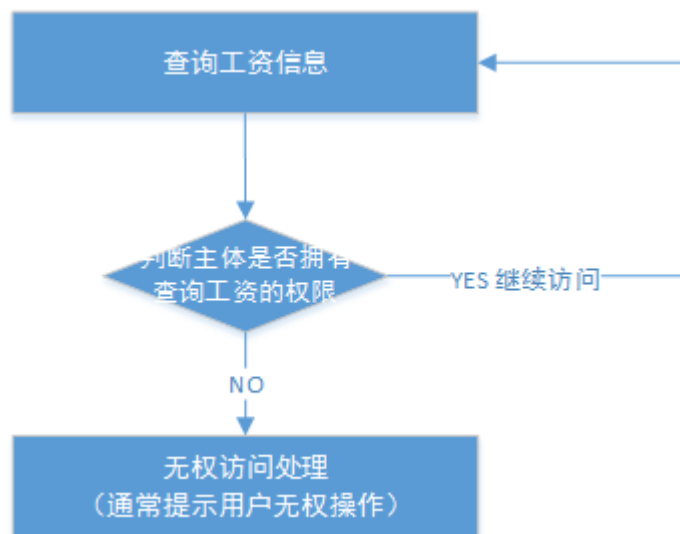 查询工资信息
判断主体是否拥有
查询工资的权限
YES 继续访问
NO
无权访问处理
（通常提示用户无权操作）